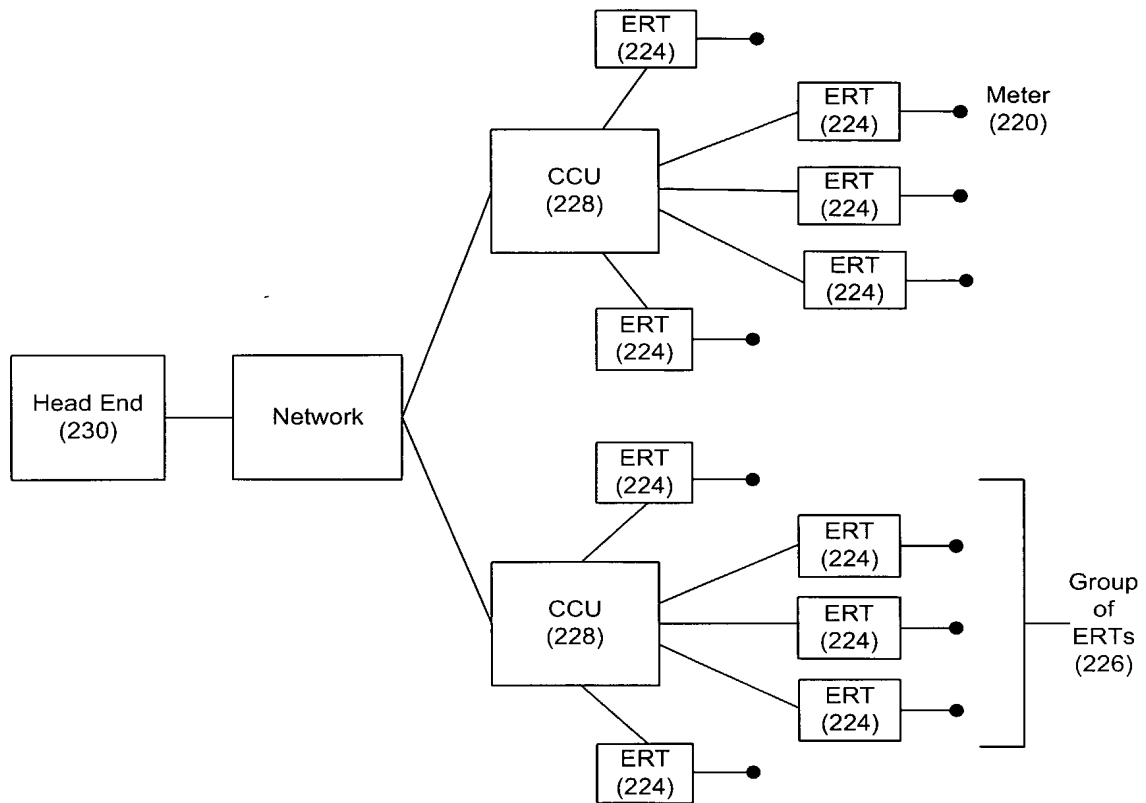 ERT
(224)
ERT
(224)
Meter
(220)
CCU
(228)
ERT
(224)
ERT
(224)
ERT
(224)
Head End
(230)
Network
ERT
(224)
ERT
(224)
CCU
(228)
ERT
(224)
Group
of
ERTs
(226)
ERT
(224)
ERT
(224)